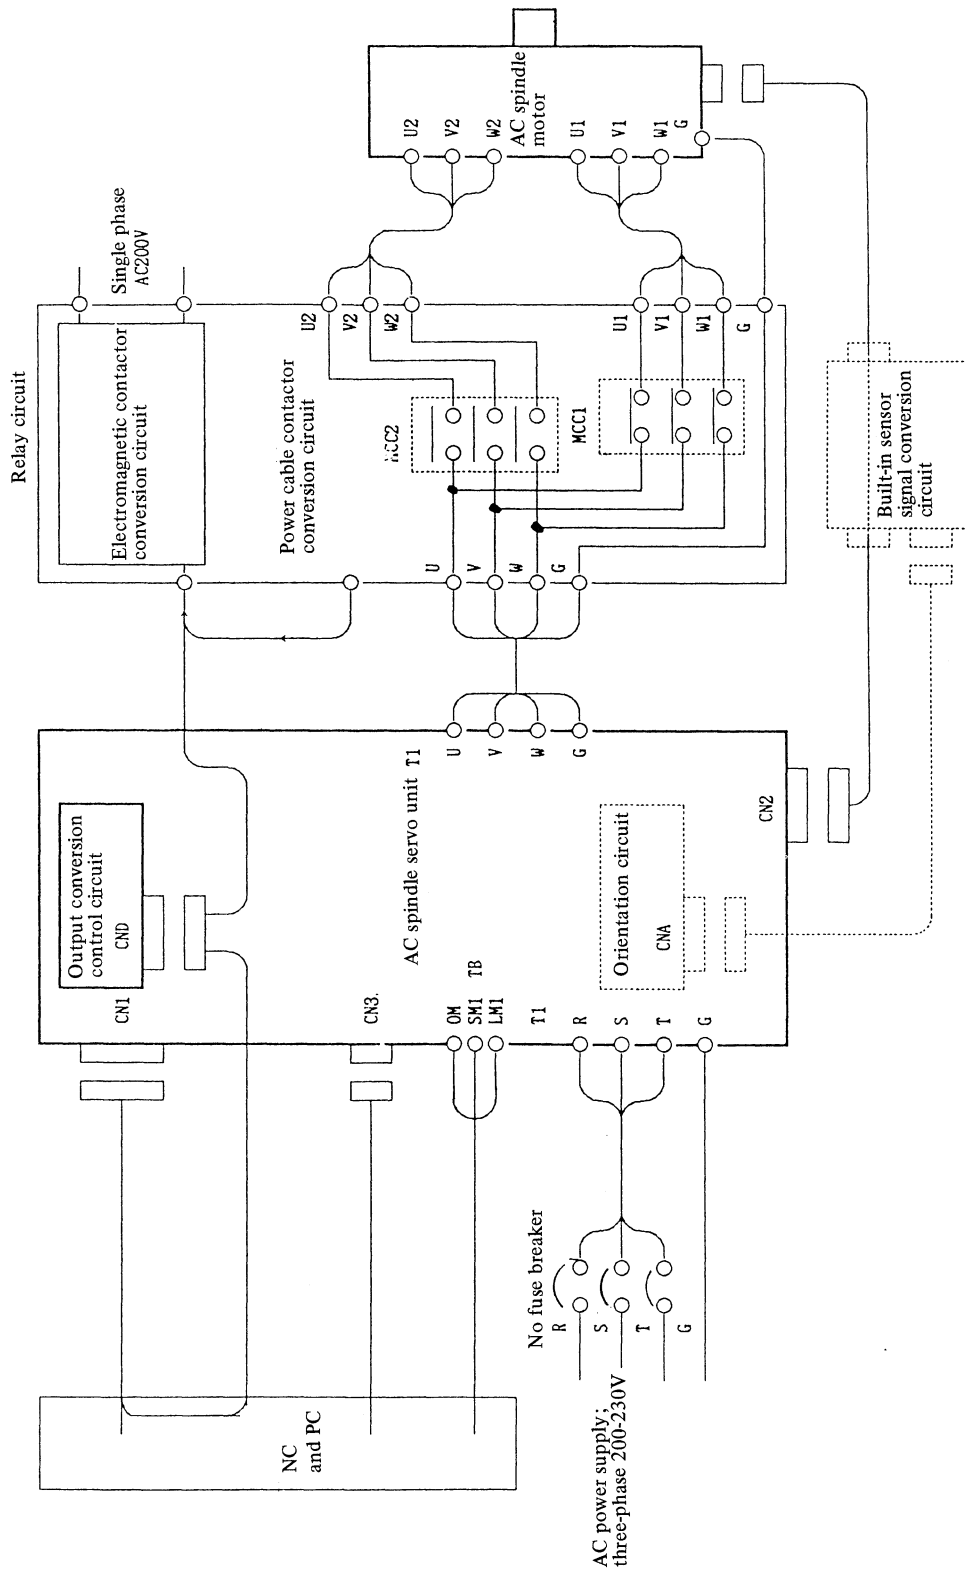 Relay circuit
Single phase
AC200V
Electromagnetic contactor
conversion circuit
Power cable contactor
conversion circuit
U2
V2
W2
U1
V1
W1
G
MCC1
U
V
W
G
AC spindle
motor
U2
V2
W2
U1
V1
W1
G
Built-in sensor
signal conversion
circuit
Output conversion
control circuit
CND
CN1
CN3.
AC spindle servo unit T1
U
V
W
G
OM
SM1 TB
LM1
T1
R
S
T
G
Orientation circuit
CNA
CN2
NC
and PC
No fuse breaker
R
S
T
G
AC power supply;
three-phase 200-230V